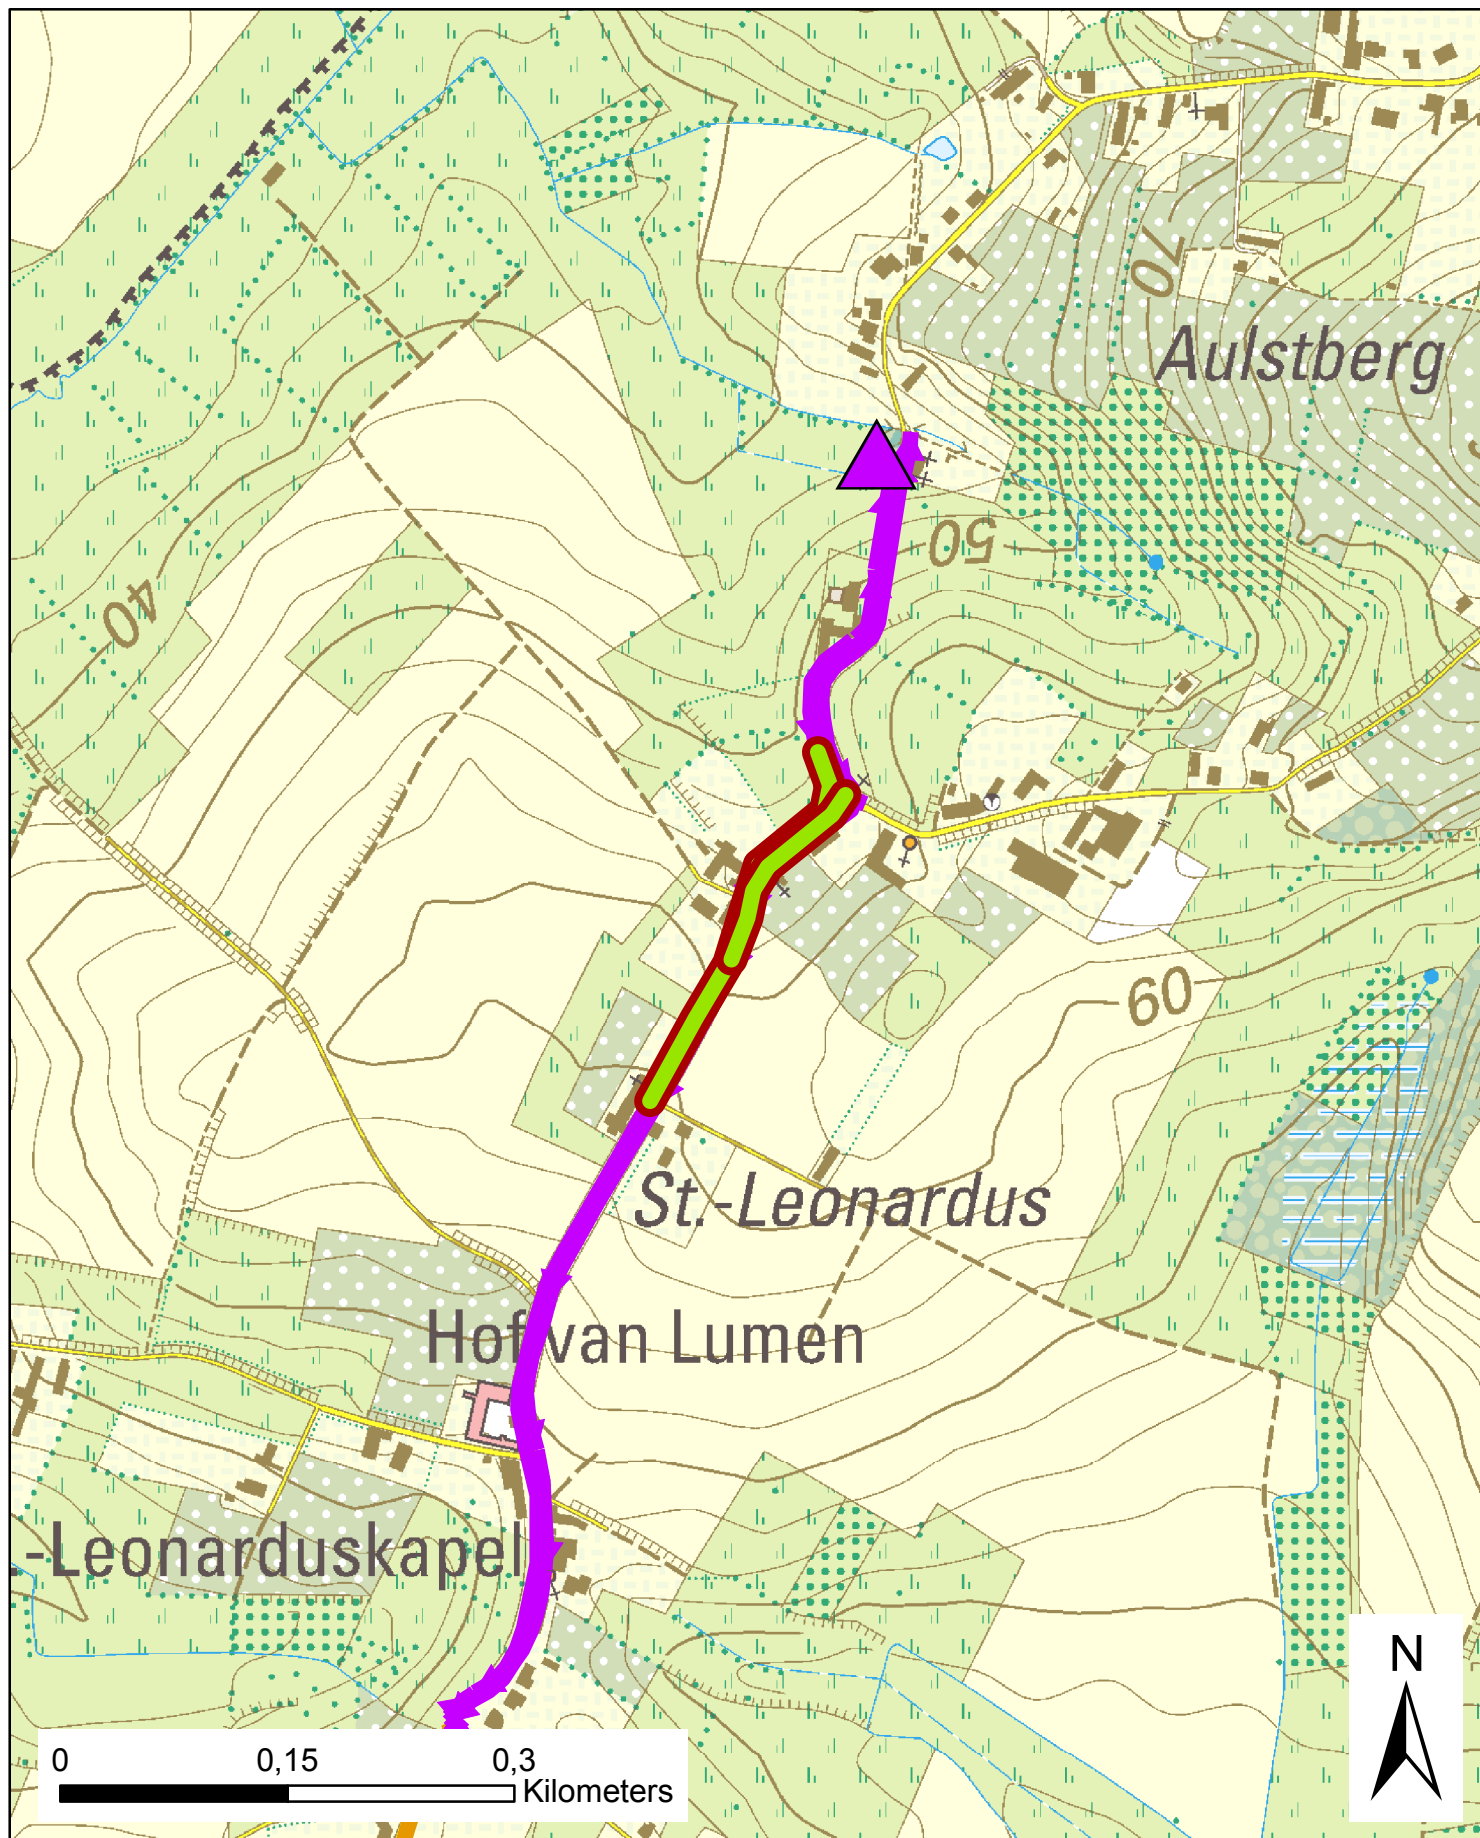 Aulstberg
70
50
40
60
St.-Leonardus
Hof van Lumen
-Leonarduskapel
N
0 0,15 0,3
Kilometers